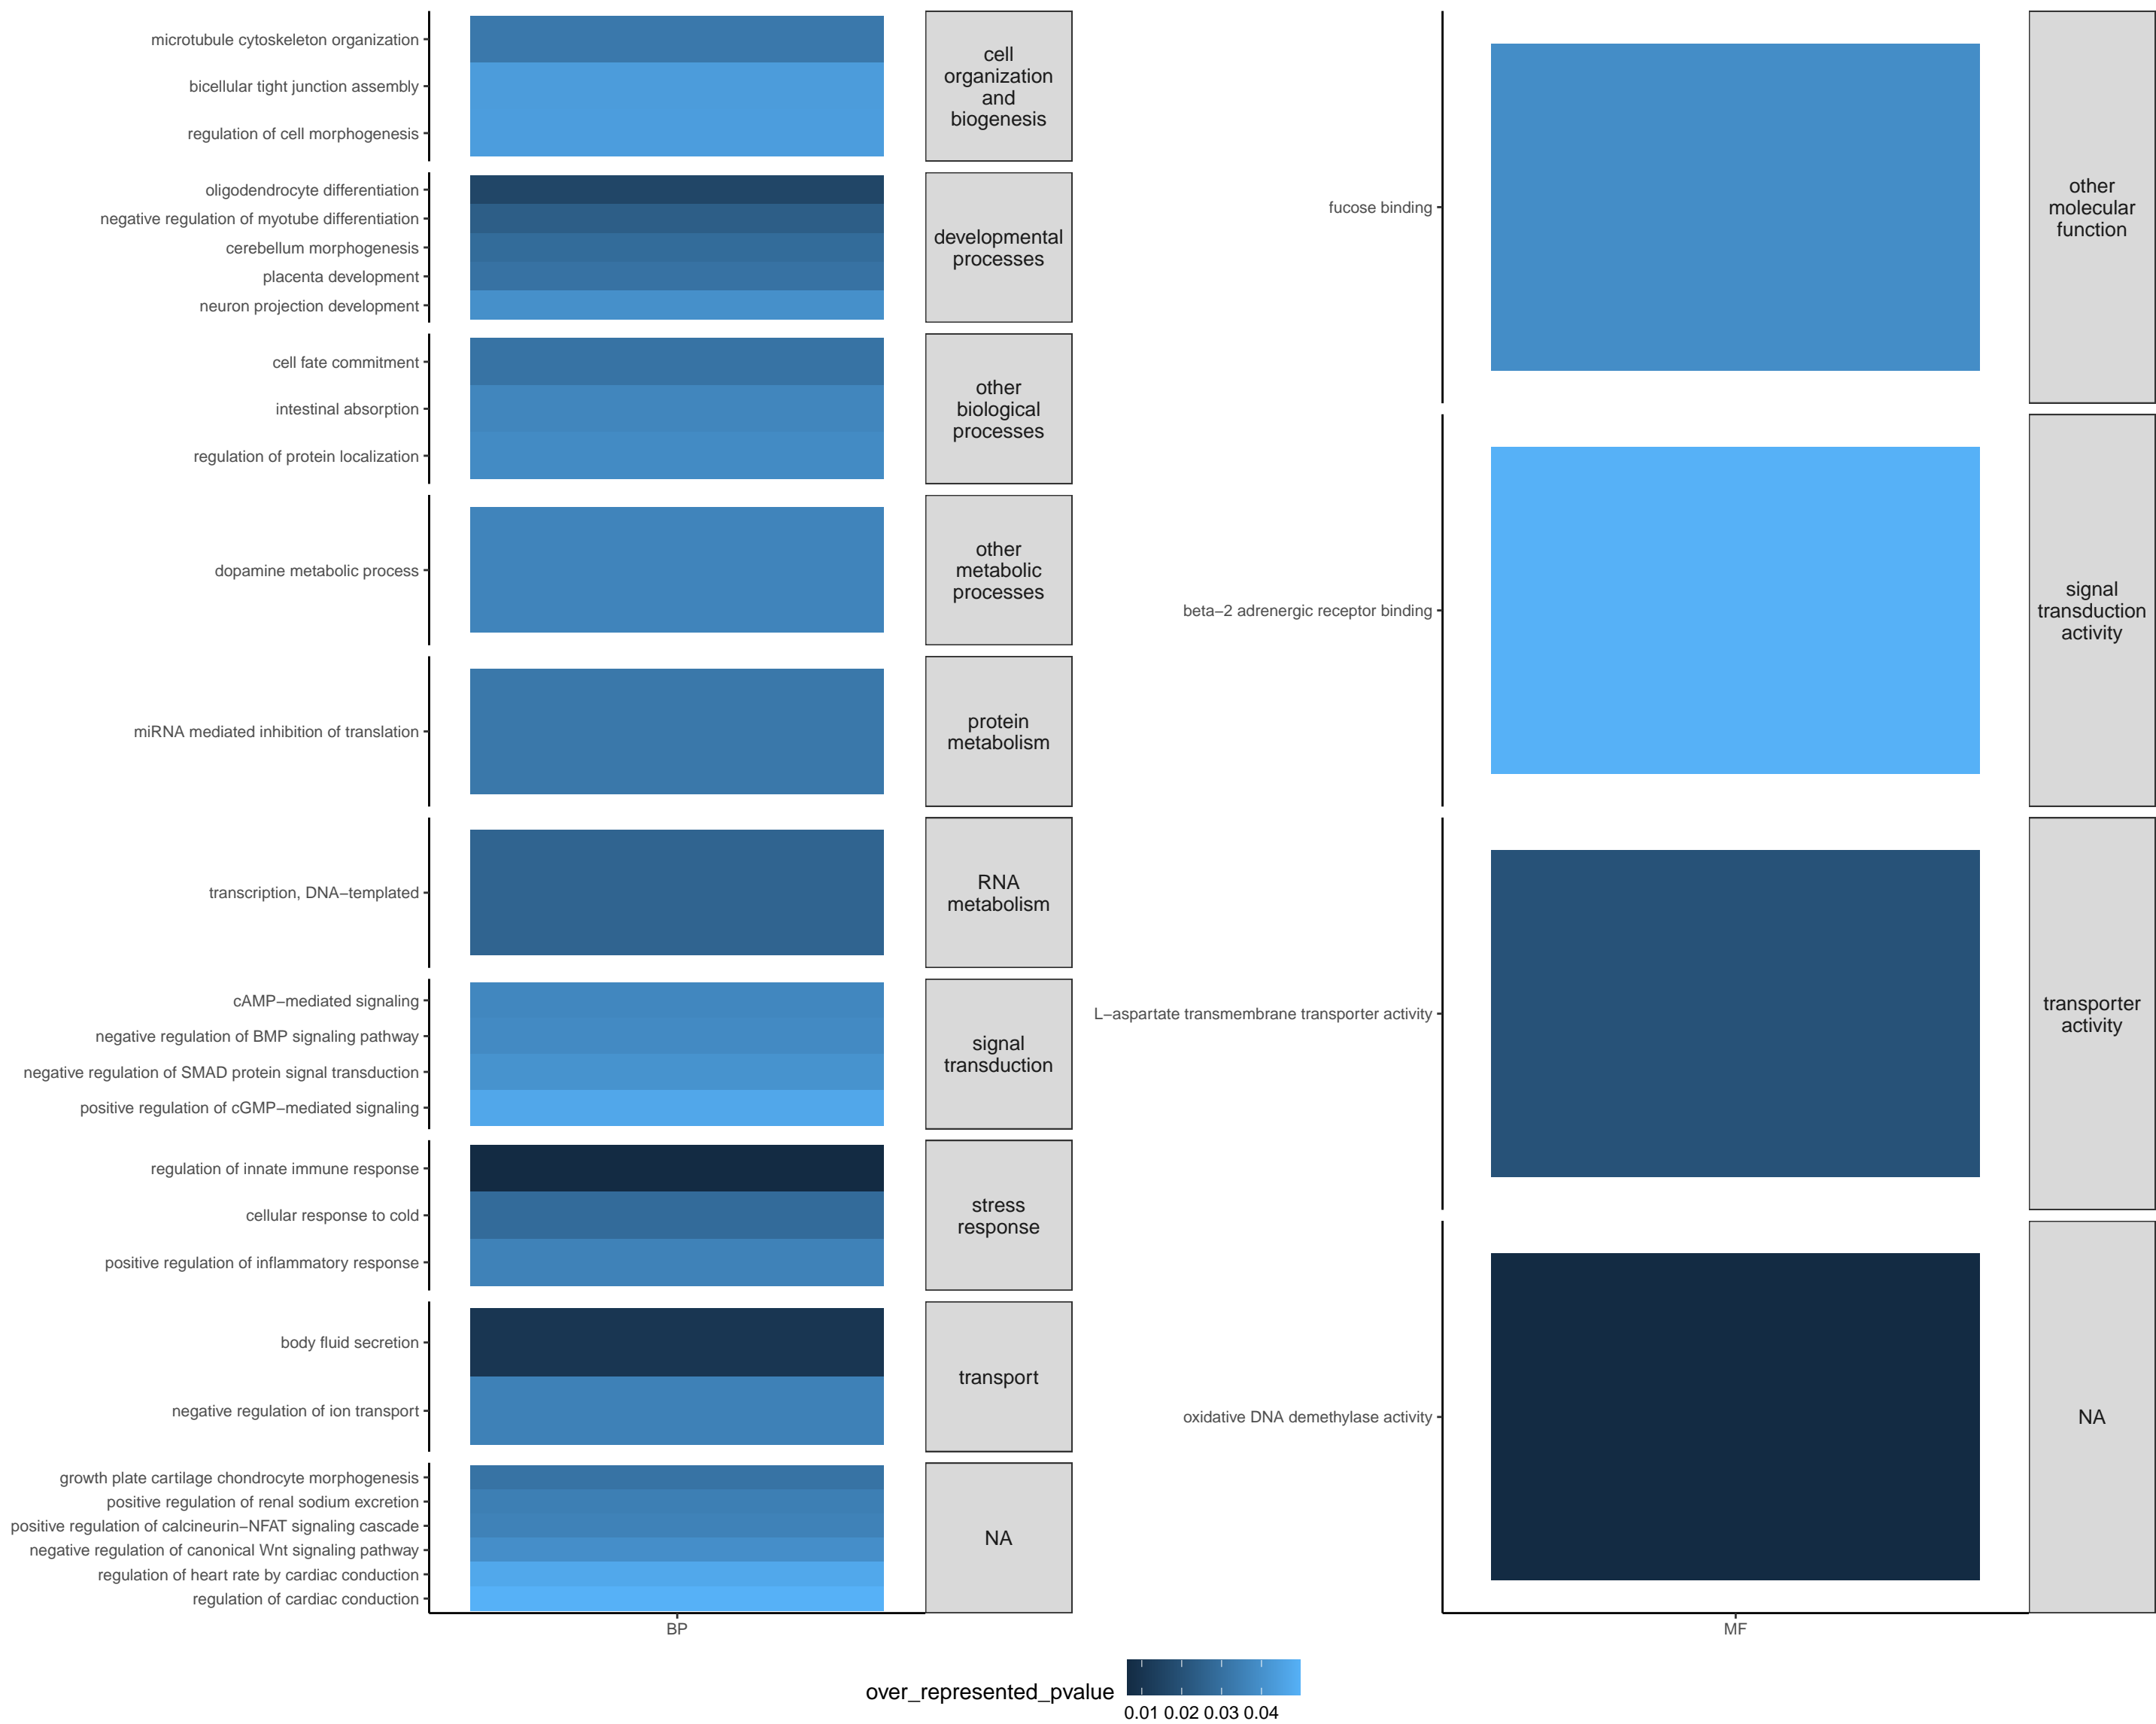 microtubule cytoskeleton organization
bicellular tight junction assembly
regulation of cell morphogenesis
cell
organization
and
biogenesis
oligodendrocyte differentiation
negative regulation of myotube differentiation
cerebellum morphogenesis
placenta development
neuron projection development
developmental
processes
cell fate commitment
intestinal absorption
regulation of protein localization
other
biological
processes
dopamine metabolic process
other
metabolic
processes
miRNA mediated inhibition of translation
protein
metabolism
transcription, DNA−templated
RNA
metabolism
cAMP−mediated signaling
negative regulation of BMP signaling pathway
negative regulation of SMAD protein signal transduction
positive regulation of cGMP−mediated signaling
signal
transduction
regulation of innate immune response
cellular response to cold
positive regulation of inflammatory response
stress
response
body fluid secretion
negative regulation of ion transport
transport
growth plate cartilage chondrocyte morphogenesis
positive regulation of renal sodium excretion
positive regulation of calcineurin−NFAT signaling cascade
negative regulation of canonical Wnt signaling pathway
regulation of heart rate by cardiac conduction
regulation of cardiac conduction
NA
BP
fucose binding
other
molecular
function
beta−2 adrenergic receptor binding
signal
transduction
activity
L−aspartate transmembrane transporter activity
transporter
activity
oxidative DNA demethylase activity
NA
MF
over_represented_pvalue
0.01 0.02 0.03 0.04